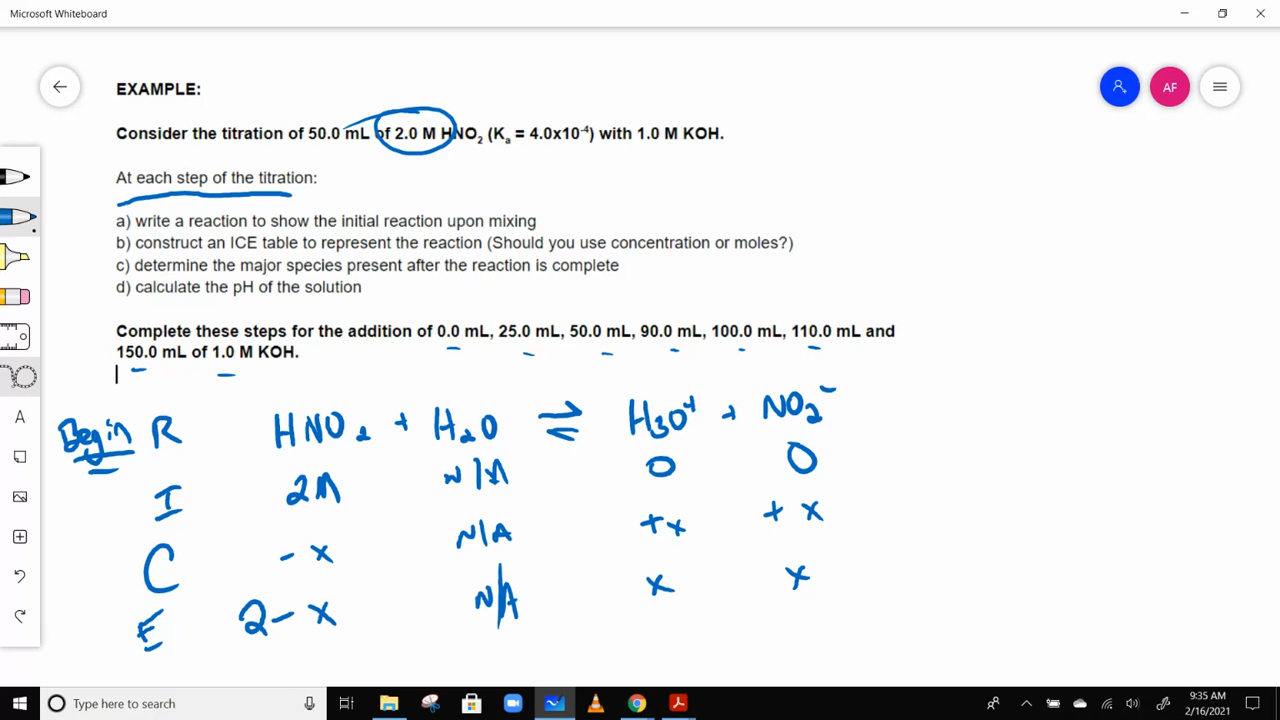 Microsoft Whiteboard
AF
EXAMPLE:
Consider the titration of 50.0 mL of 2.0 M HNO₂ (Kₐ = 4.0x10⁻⁴) with 1.0 M KOH.
At each step of the titration:
a) write a reaction to show the initial reaction upon mixing
b) construct an ICE table to represent the reaction (Should you use concentration or moles?)
c) determine the major species present after the reaction is complete
d) calculate the pH of the solution
Complete these steps for the addition of 0.0 mL, 25.0 mL, 50.0 mL, 90.0 mL, 100.0 mL, 110.0 mL and
150.0 mL of 1.0 M KOH.
Begin R HNO₂ + H₂O ⇌ H₃O⁺ + NO₂⁻
I 2M N/A 0 0
C - x N/A +x + x
E 2 - x N/A x x
A
Type here to search
9:35 AM
2/16/2021